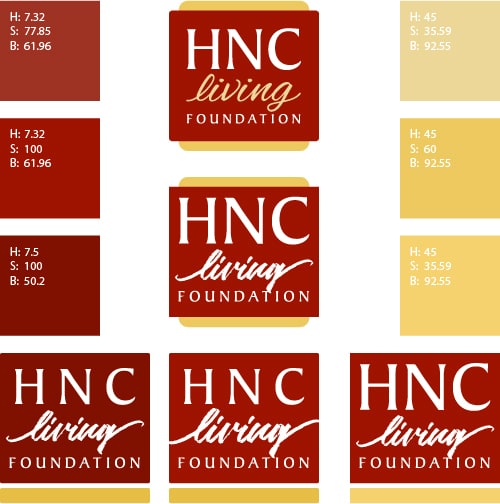 H: 7.32
S: 77.85
B: 61.96
HNC
living
FOUNDATION
H: 45
S: 35.59
B: 92.55
H: 7.32
S: 100
B: 61.96
H: 45
S: 60
B: 92.55
HNC
living
FOUNDATION
H: 7.5
S: 100
B: 50.2
H: 45
S: 35.59
B: 92.55
HNC
living
FOUNDATION
HNC
living
FOUNDATION
HNC
living
FOUNDATION